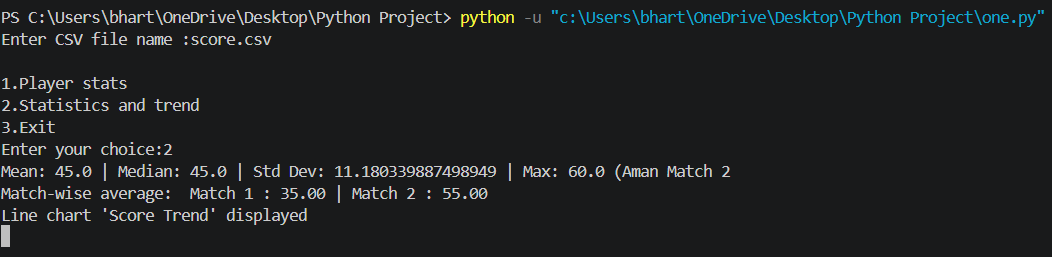 PS C:\Users\bhart\OneDrive\Desktop\Python Project> python -u "c:\Users\bhart\OneDrive\Desktop\Python Project\one.py"
Enter CSV file name :score.csv
1.Player stats
2.Statistics and trend
3.Exit
Enter your choice:2
Mean: 45.0 | Median: 45.0 | Std Dev: 11.180339887498949 | Max: 60.0 (Aman Match 2
Match-wise average:  Match 1 : 35.00 | Match 2 : 55.00
Line chart 'Score Trend' displayed